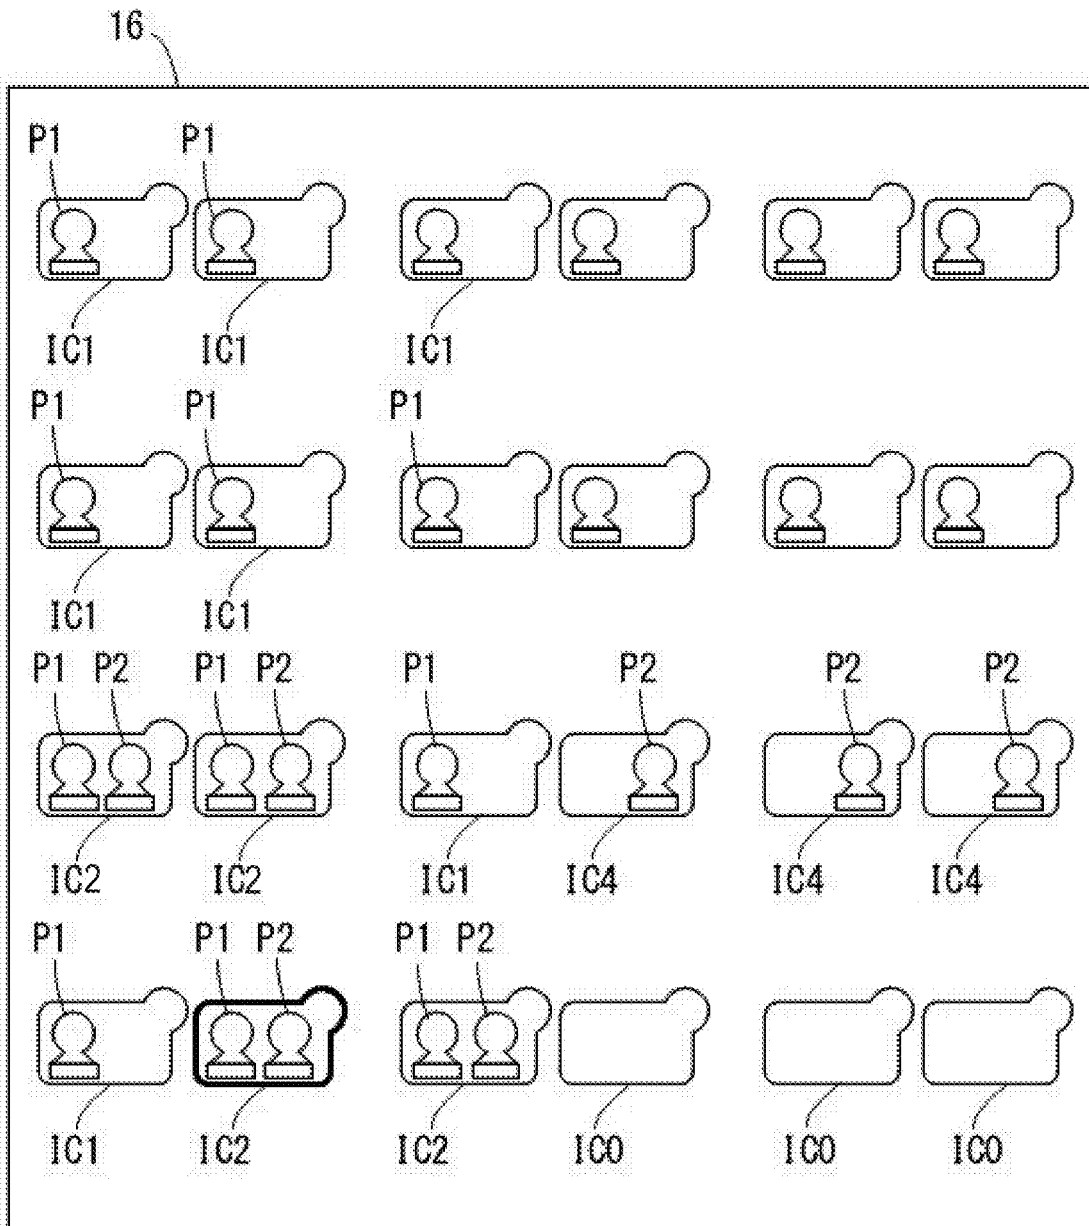 16
P1 P1
IC1 IC1 IC1
P1 P1 P1
IC1 IC1
P1 P2 P1 P2 P1 P2 P2 P2
IC2 IC2 IC1 IC4 IC4 IC4
P1 P1 P2 P1 P2
IC1 IC2 IC2 IC0 IC0 IC0